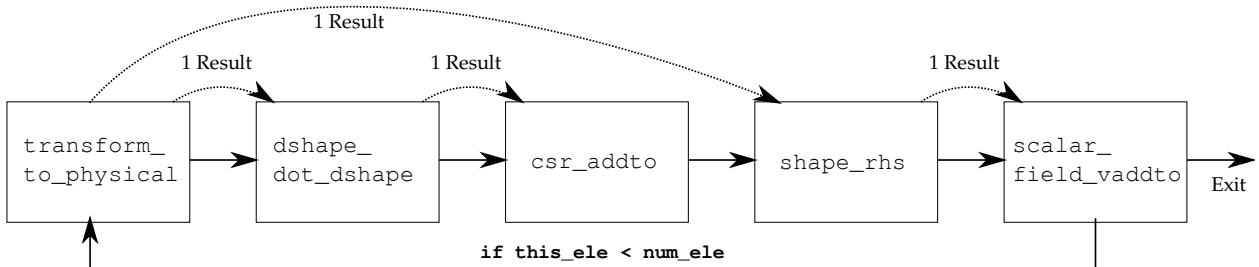 1 Result
1 Result
1 Result
1 Result
transform_
to_physical
dshape_
dot_dshape
csr_addto
shape_rhs
scalar_
field_vaddto
Exit
if this_ele < num_ele